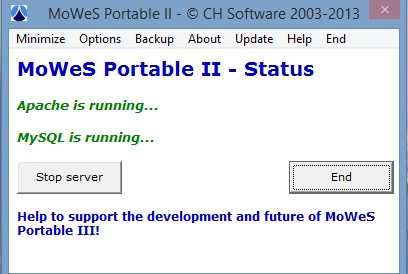 MoWeS Portable II - © CH Software 2003-2013
Minimize Options Backup About Update Help End
MoWeS Portable II - Status
Apache is running...
MySQL is running...
Stop server End
Help to support the development and future of MoWeS
Portable III!